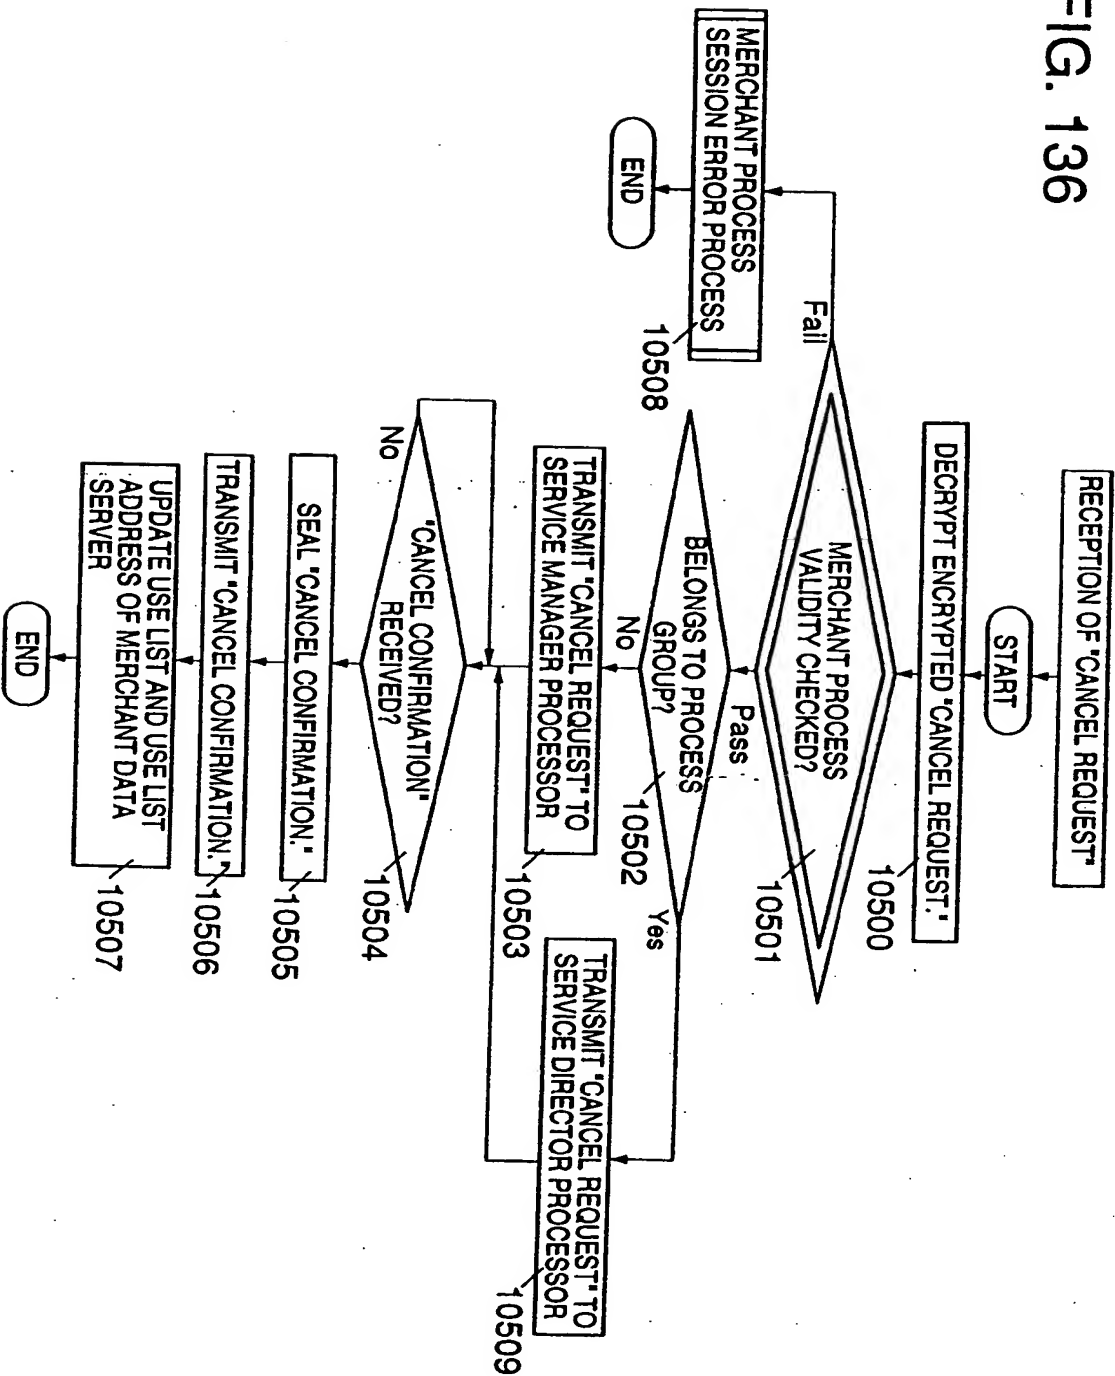 FIG. 136
RECEPTION OF "CANCEL REQUEST"
START
DECRYPT ENCRYPTED "CANCEL REQUEST."
10500
MERCHANT PROCESS
VALIDITY CHECKED?
10501
Fail
Pass
MERCHANT PROCESS
SESSION ERROR PROCESS
10508
END
BELONGS TO PROCESS
GROUP?
10502
No
Yes
TRANSMIT "CANCEL REQUEST" TO
SERVICE MANAGER PROCESSOR
10503
TRANSMIT "CANCEL REQUEST" TO
SERVICE DIRECTOR PROCESSOR
10509
"CANCEL CONFIRMATION"
RECEIVED?
10504
No
SEAL "CANCEL CONFIRMATION."
10505
TRANSMIT "CANCEL CONFIRMATION."
10506
UPDATE USE LIST AND USE LIST
ADDRESS OF MERCHANT DATA
SERVER
10507
END